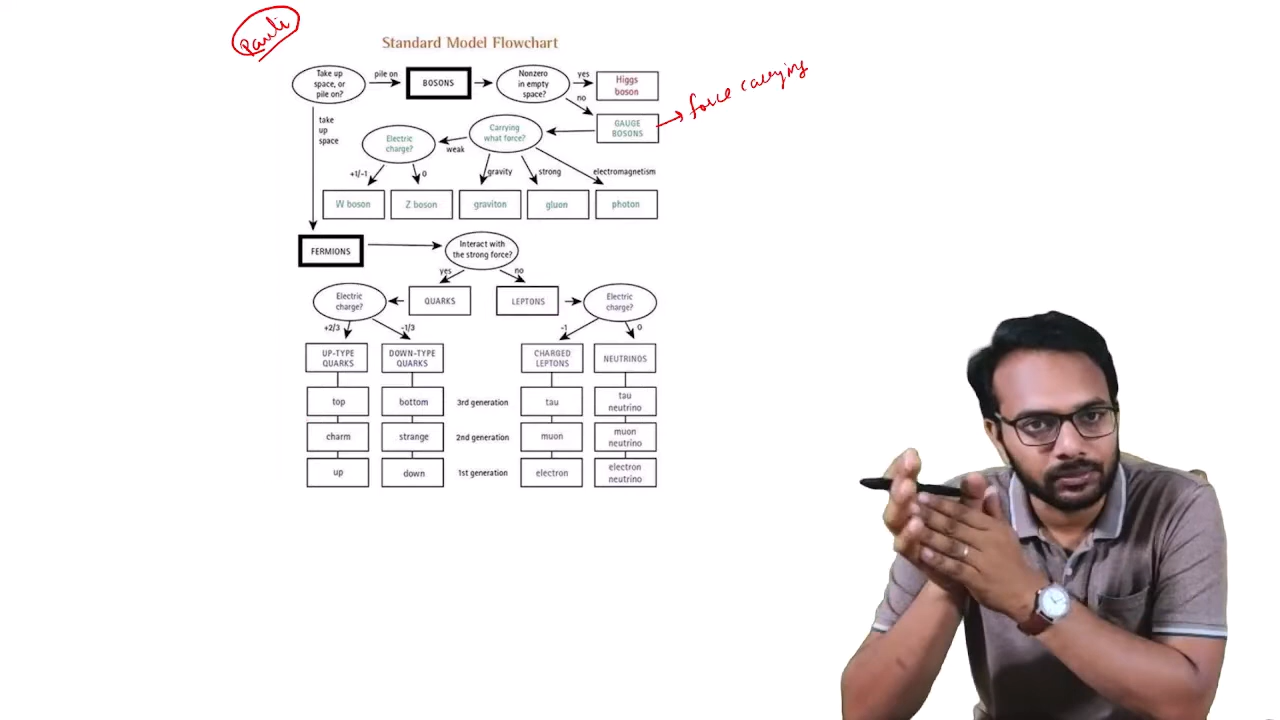 Pauli
Standard Model Flowchart
Take up
space, or
pile on?
pile on
BOSONS
Nonzero
in empty
space?
yes
Higgs
boson
no
GAUGE
BOSONS
force carrying
take
up
space
Carrying
what force?
weak
Electric
charge?
+1/-1
0
gravity
strong
electromagnetism
W boson
Z boson
graviton
gluon
photon
FERMIONS
Interact with
the strong force?
yes
no
QUARKS
LEPTONS
Electric
charge?
Electric
charge?
+2/3
-1/3
-1
0
UP-TYPE
QUARKS
DOWN-TYPE
QUARKS
CHARGED
LEPTONS
NEUTRINOS
top
bottom
3rd generation
tau
tau
neutrino
charm
strange
2nd generation
muon
muon
neutrino
up
down
1st generation
electron
electron
neutrino